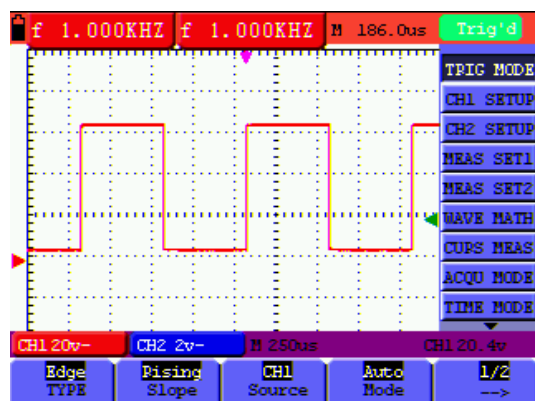 f 1.000KHZ f 1.000KHZ M 186.0us Trig'd
TRIG MODE
CH1 SETUP
CH2 SETUP
MEAS SET1
MEAS SET2
WAVE MATH
CUPS MEAS
ACQU MODE
TIME MODE
CH1 20v- CH2 2v- M 250us CH1 20.4v
Edge Rising CH1 Auto 1/2
TYPE Slope Source Mode -->